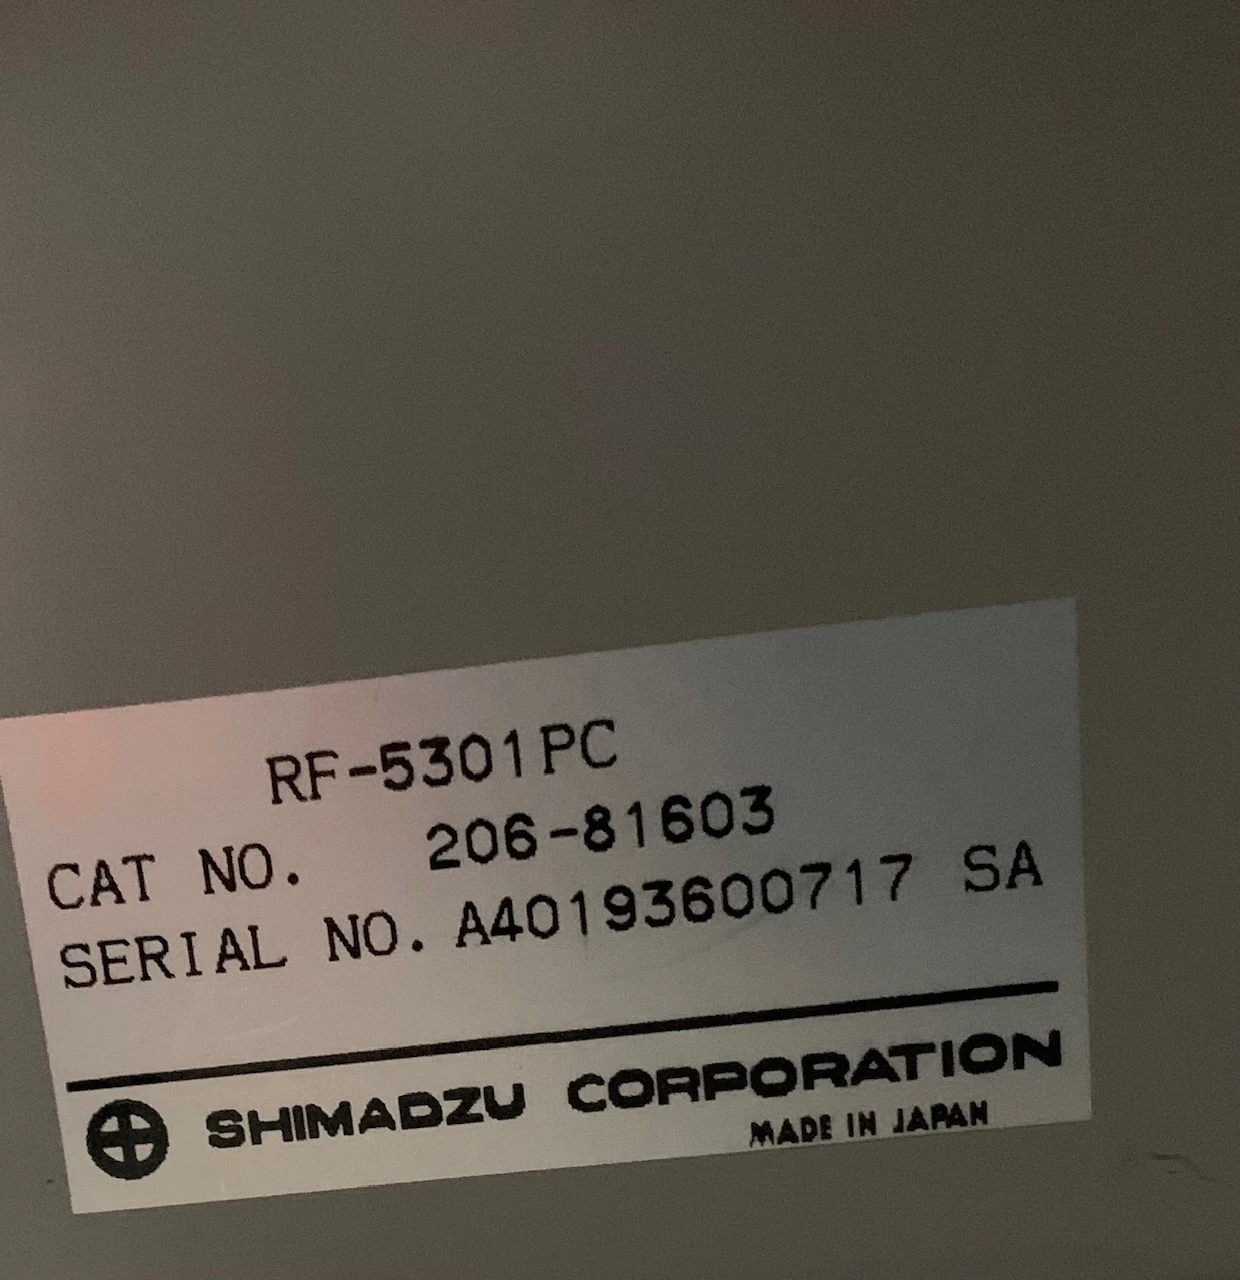 RF-5301PC
CAT NO. 206-81603
SERIAL NO. A40193600717 SA
SHIMADZU CORPORATION
MADE IN JAPAN